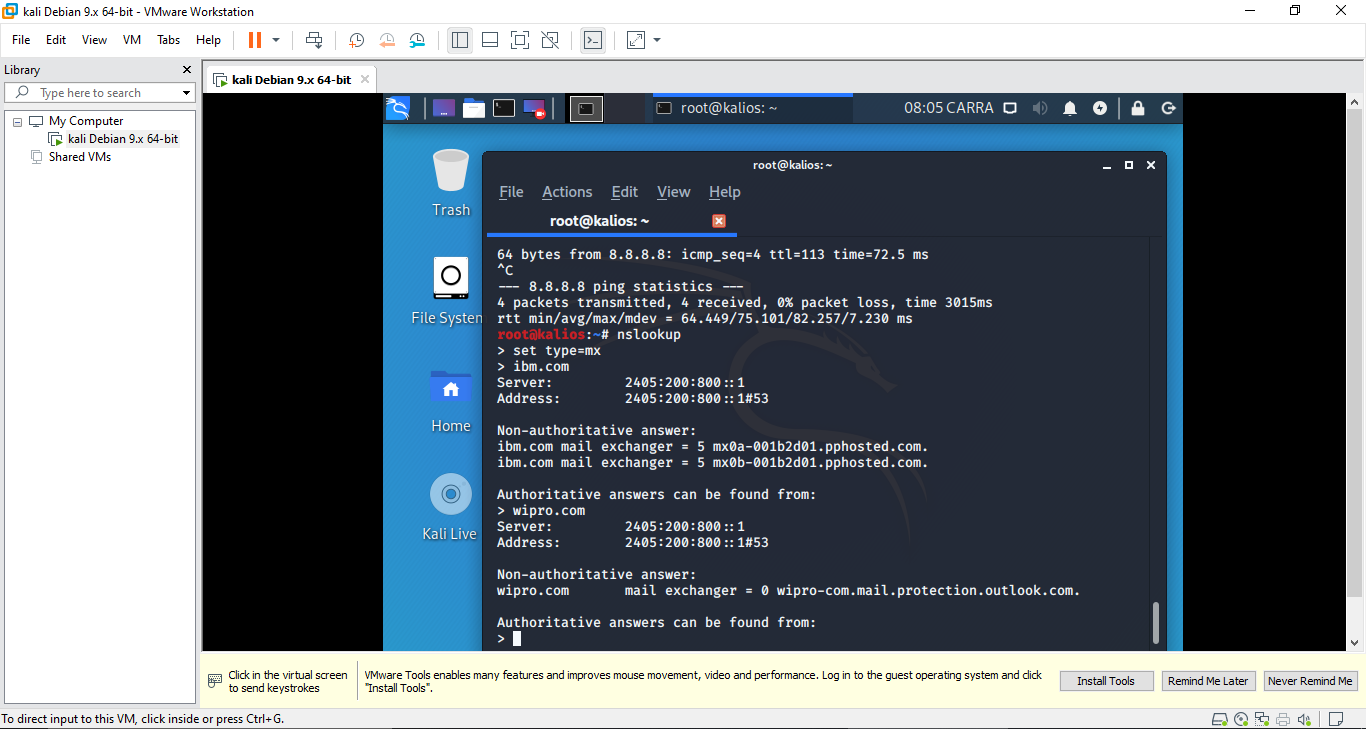 kali Debian 9.x 64-bit - VMware Workstation
File Edit View VM Tabs Help
Library
kali Debian 9.x 64-bit
Type here to search
My Computer
kali Debian 9.x 64-bit
Shared VMs
root@kalios: ~
08:05 CARRA
Trash
File System
Home
Kali Live
root@kalios: ~
File Actions Edit View Help
root@kalios: ~
64 bytes from 8.8.8.8: icmp_seq=4 ttl=113 time=72.5 ms
^C
--- 8.8.8.8 ping statistics ---
4 packets transmitted, 4 received, 0% packet loss, time 3015ms
rtt min/avg/max/mdev = 64.449/75.101/82.257/7.230 ms
root@kalios:~# nslookup
> set type=mx
> ibm.com
Server: 2405:200:800::1
Address: 2405:200:800::1#53
Non-authoritative answer:
ibm.com mail exchanger = 5 mx0a-001b2d01.pphosted.com.
ibm.com mail exchanger = 5 mx0b-001b2d01.pphosted.com.
Authoritative answers can be found from:
> wipro.com
Server: 2405:200:800::1
Address: 2405:200:800::1#53
Non-authoritative answer:
wipro.com mail exchanger = 0 wipro-com.mail.protection.outlook.com.
Authoritative answers can be found from:
>
Click in the virtual screen
to send keystrokes
VMware Tools enables many features and improves mouse movement, video and performance. Log in to the guest operating system and click
"Install Tools".
Install Tools
Remind Me Later
Never Remind Me
To direct input to this VM, click inside or press Ctrl+G.